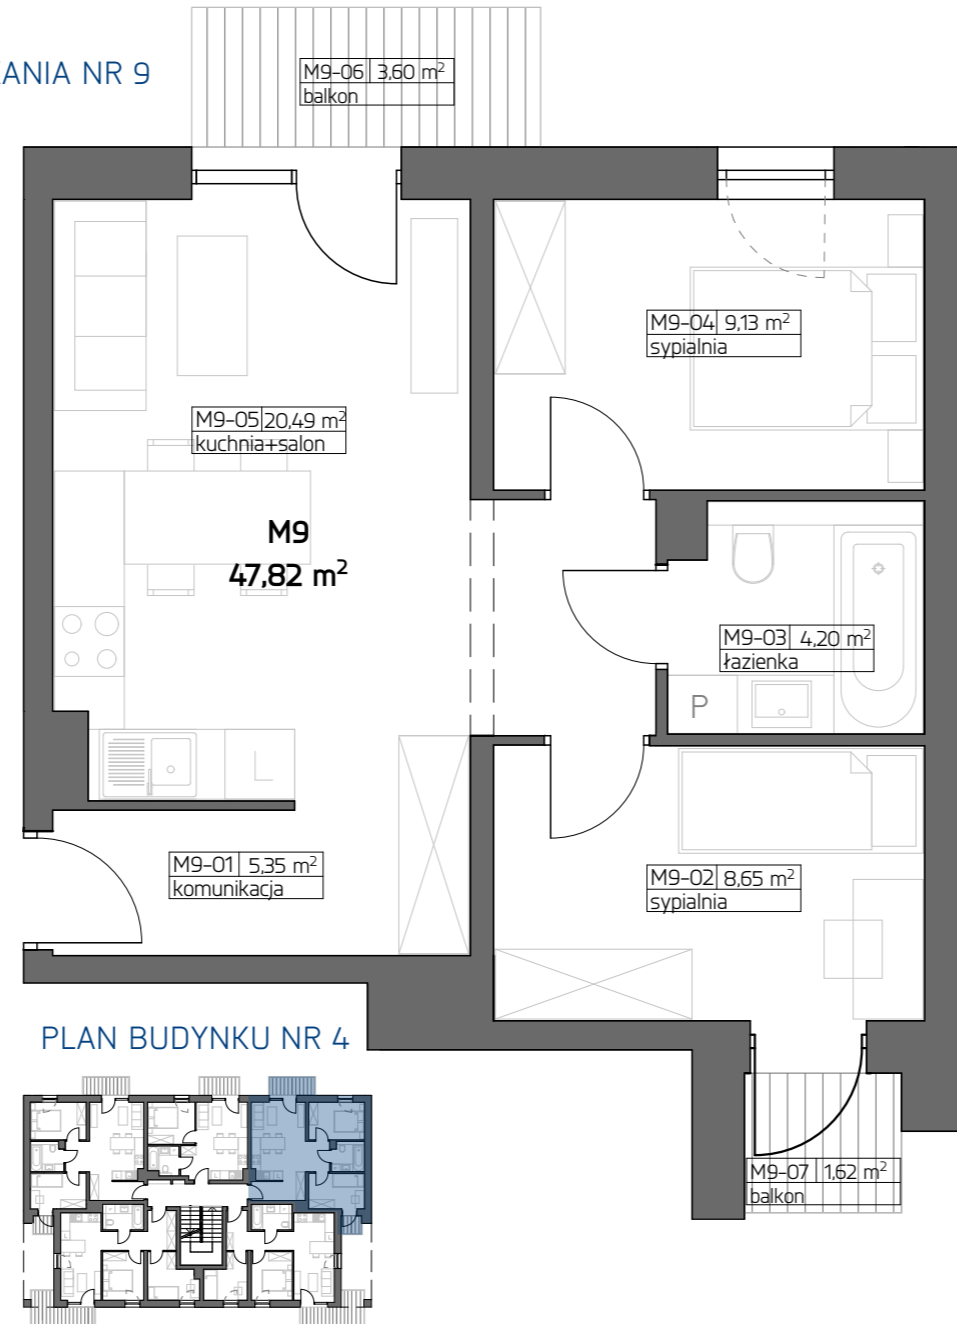 ANIA NR 9
M9-06 3,60 m²
balkon
M9-04 9,13 m²
sypialnia
M9-05 20,49 m²
kuchnia+salon
M9
47,82 m²
M9-03 4,20 m²
łazienka
P
L
M9-01 5,35 m²
komunikacja
M9-02 8,65 m²
sypialnia
PLAN BUDYNKU NR 4
M9-07 1,62 m²
balkon